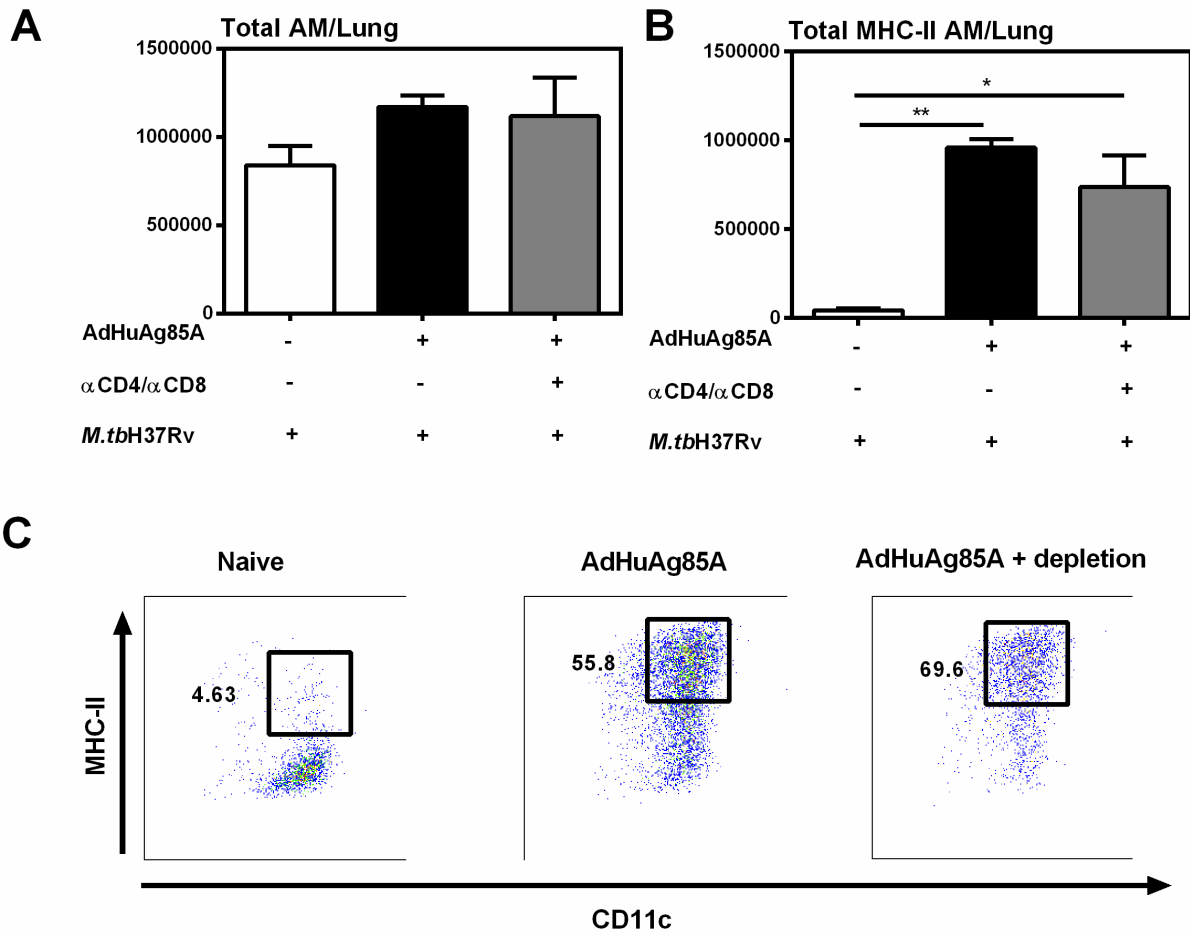 A
Total AM/Lung
1500000
1000000
500000
0
AdHuAg85A - + +
αCD4/αCD8 - - +
M.tbH37Rv + + +
B
Total MHC-II AM/Lung
1500000
1000000
500000
0
*
**
AdHuAg85A - + +
αCD4/αCD8 - - +
M.tbH37Rv + + +
C
Naive
AdHuAg85A
AdHuAg85A + depletion
4.63
55.8
69.6
MHC-II
CD11c